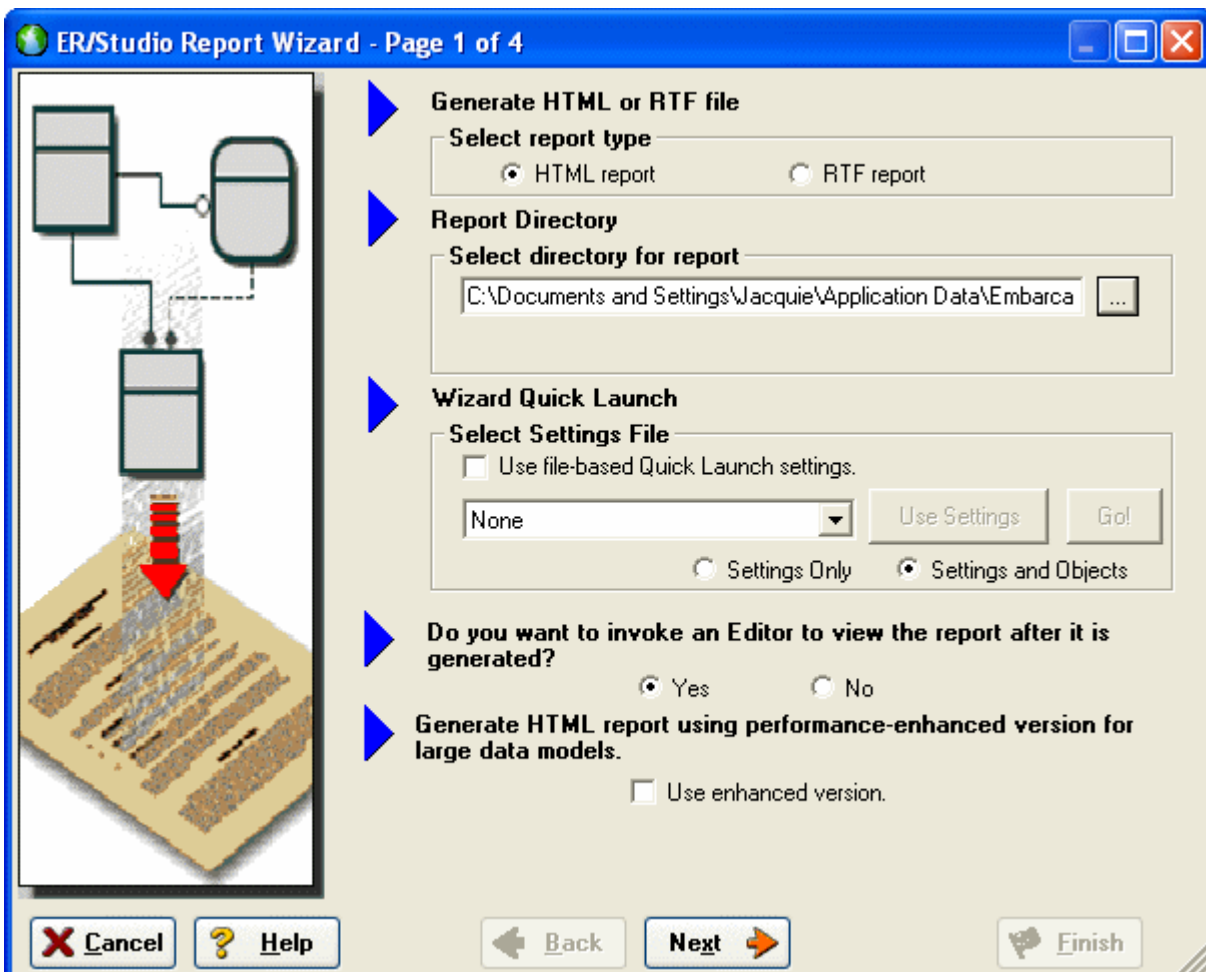 ER/Studio Report Wizard - Page 1 of 4
Generate HTML or RTF file
Select report type
HTML report RTF report
Report Directory
Select directory for report
C:\Documents and Settings\Jacquie\Application Data\Embarca ...
Wizard Quick Launch
Select Settings File
Use file-based Quick Launch settings.
None Use Settings Go!
Settings Only Settings and Objects
Do you want to invoke an Editor to view the report after it is
generated?
Yes No
Generate HTML report using performance-enhanced version for
large data models.
Use enhanced version.
Cancel ? Help Back Next Finish